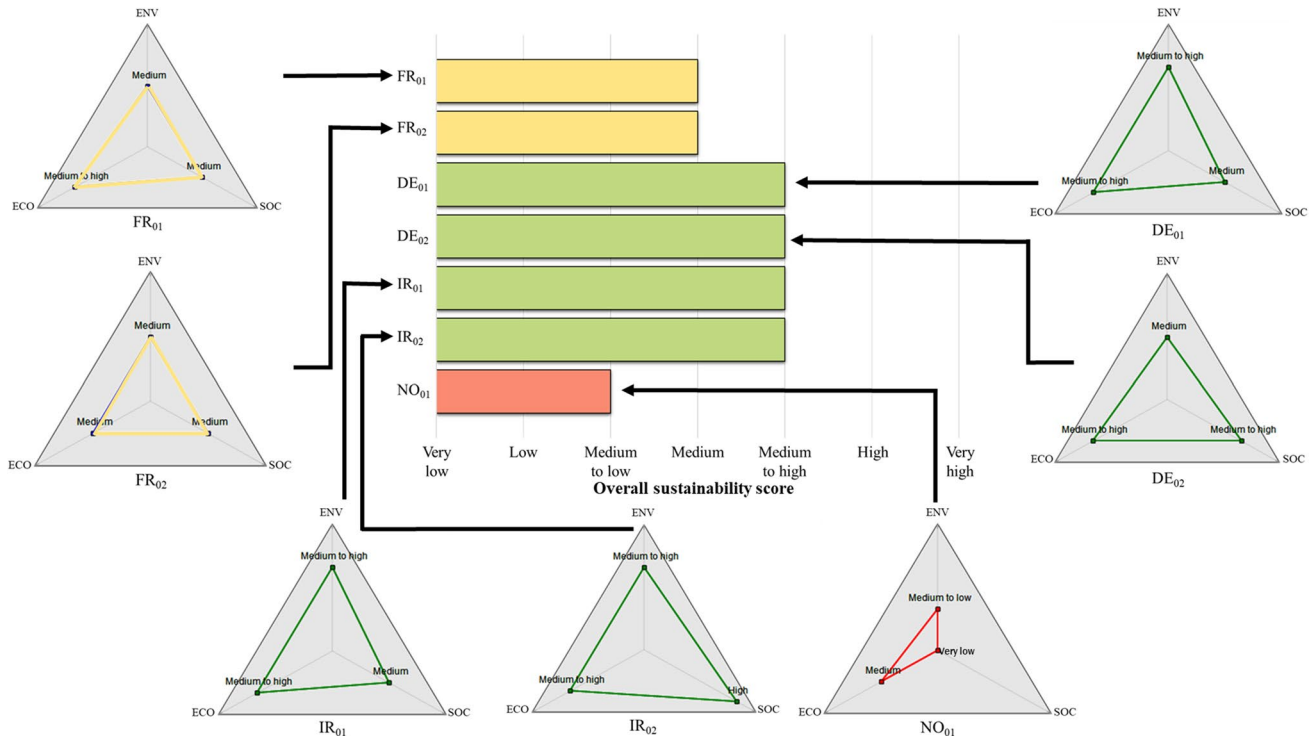 ENV
Medium
Medium to high
Medium
ECO
SOC
FR01
ENV
Medium
Medium
Medium
ECO
SOC
FR02
FR01
FR02
DE01
DE02
IR01
IR02
NO01
Very low
Low
Medium to low
Medium
Medium to high
High
Very high
Overall sustainability score
ENV
Medium to high
Medium to high
Medium
ECO
SOC
DE01
ENV
Medium
Medium to high
Medium to high
ECO
SOC
DE02
ENV
Medium to high
Medium to high
Medium
ECO
SOC
IR01
ENV
Medium to high
Medium to high
High
ECO
SOC
IR02
ENV
Medium to low
Very low
Medium
ECO
SOC
NO01